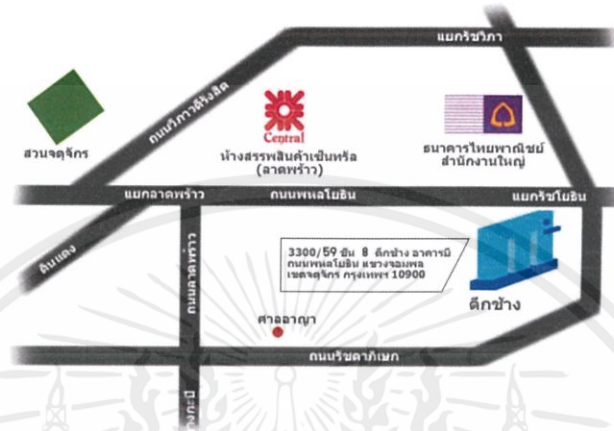 แยกรัชวิภา
ถนนวิภาวดีรังสิต
สวนจตุจักร
Central
ห้างสรรพสินค้าเซ็นทรัล
(ลาดพร้าว)
ธนาคารไทยพาณิชย์
สำนักงานใหญ่
แยกลาดพร้าว
ถนนพหลโยธิน
แยกรัชโยธิน
ดินแดง
ถนนลาดพร้าว
3300/59 ชั้น 8 ตึกช้าง อาคารบี
ถนนพหลโยธิน แขวงจอมพล
เขตจตุจักร กรุงเทพฯ 10900
ตึกช้าง
ศาลอาญา
ถนนรัชดาภิเษก